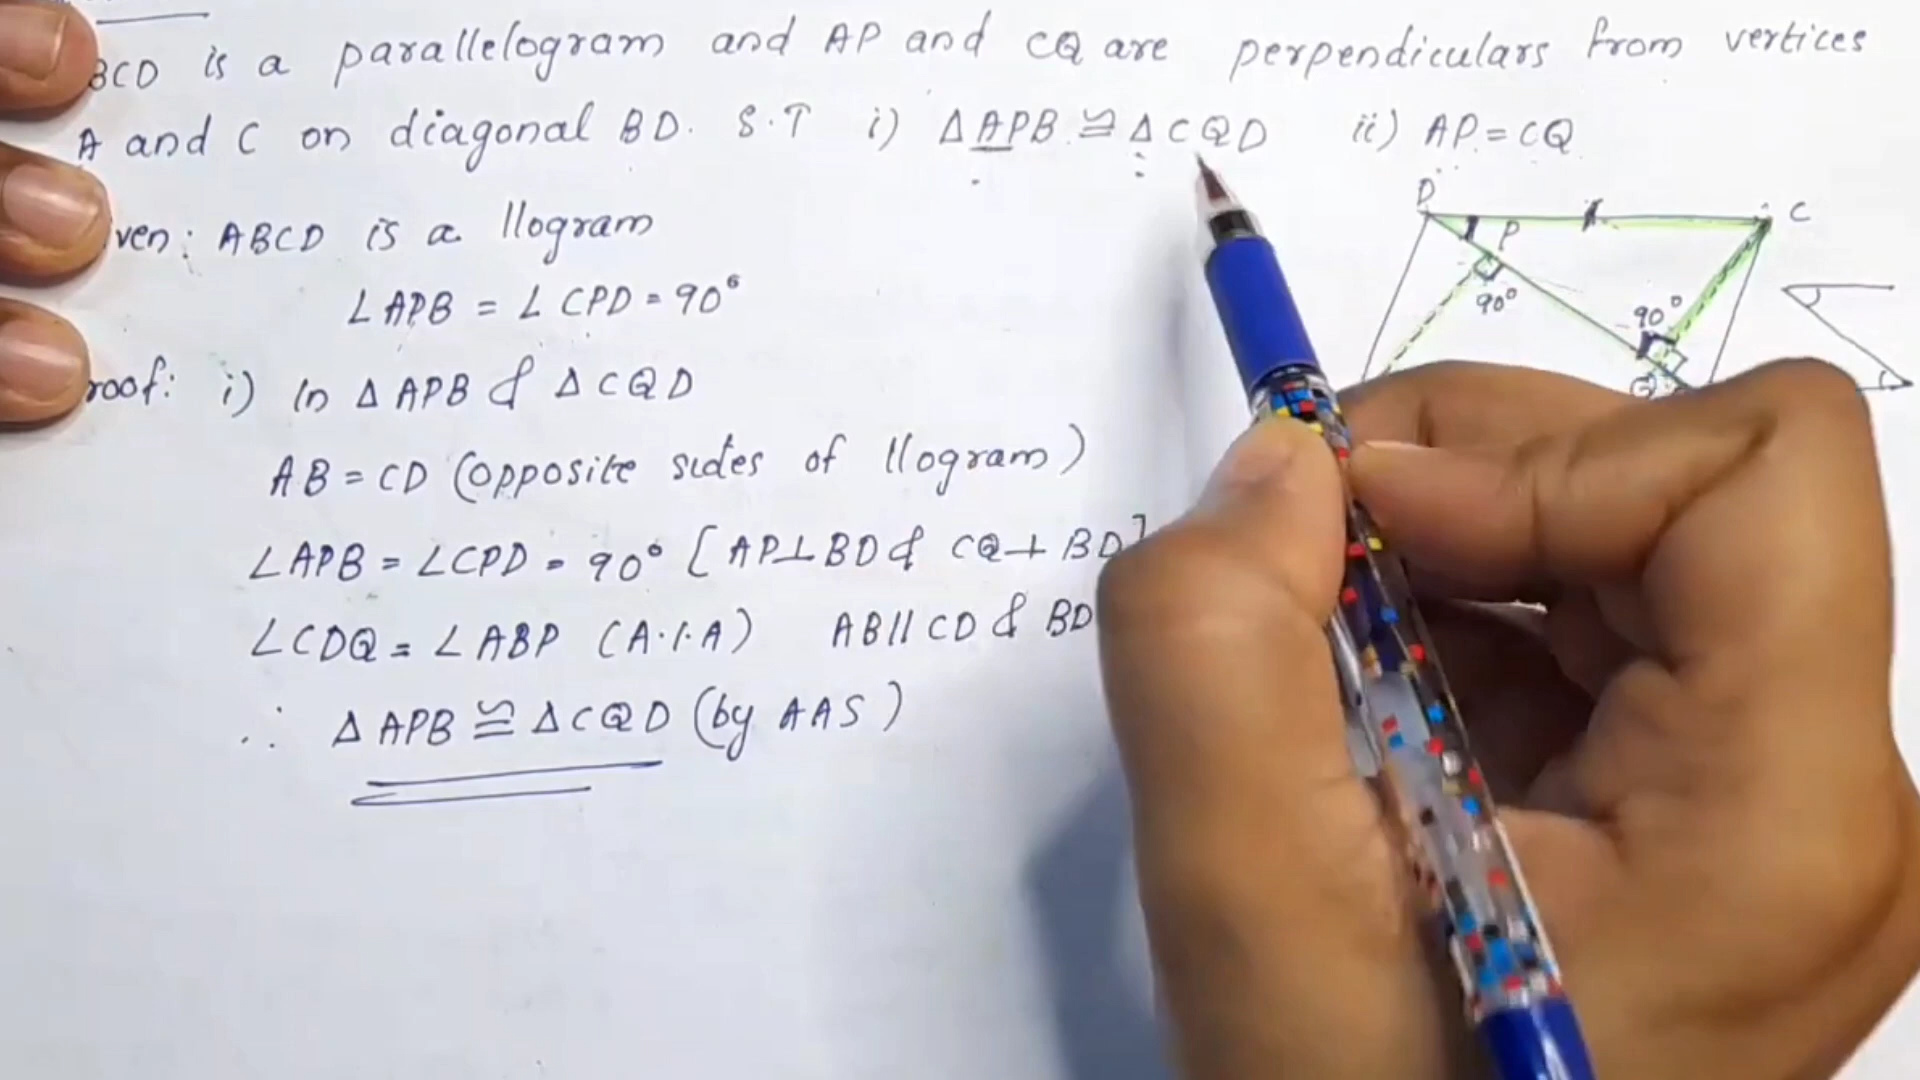 BCD is a parallelogram and AP and CQ are perpendiculars from vertices
A and C on diagonal BD. S.T i) ΔAPB ≅ ΔCQD ii) AP = CQ
ven: ABCD is a llogram
∠APB = ∠CPD = 90°
roof: i) In ΔAPB & ΔCQD
AB = CD (opposite sides of llogram)
∠APB = ∠CPD = 90° [AP⊥BD & CQ⊥BD]
∠CDQ = ∠ABP (A.I.A) AB||CD & BD
∴ ΔAPB ≅ ΔCQD (by AAS)
D
C
P
90°
90°
Q